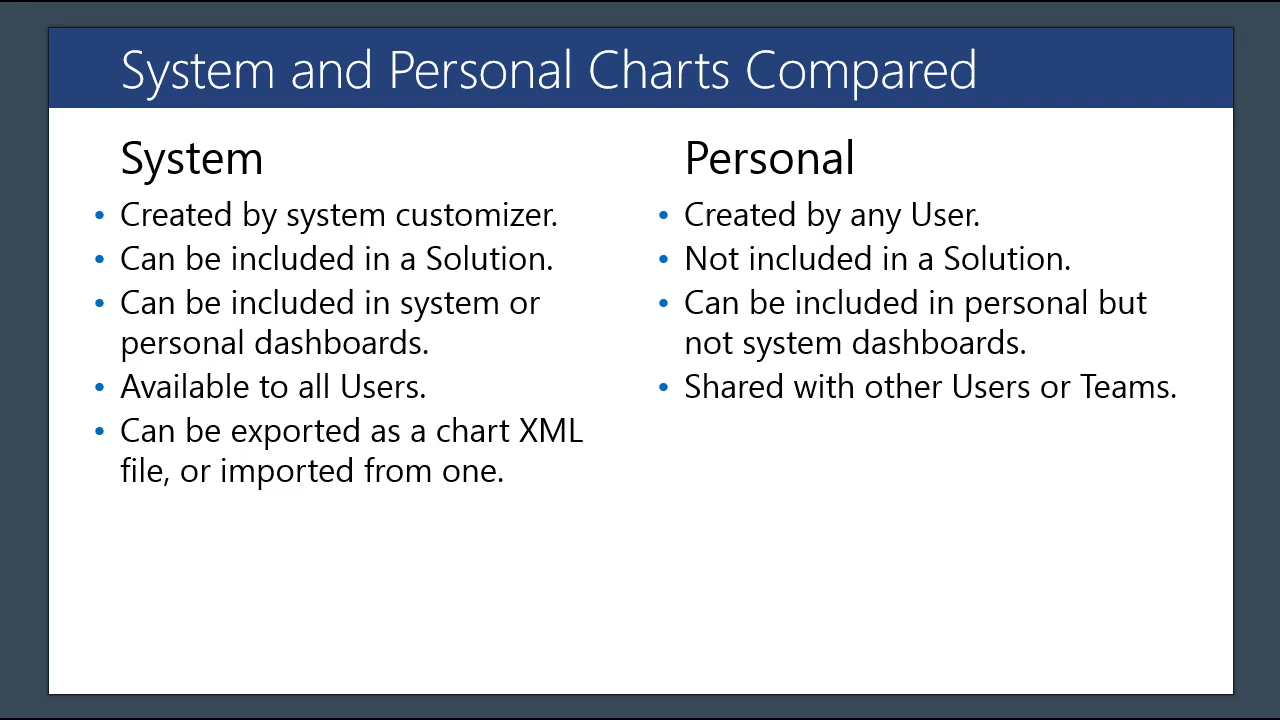 System and Personal Charts Compared
System
• Created by system customizer.
• Can be included in a Solution.
• Can be included in system or
personal dashboards.
• Available to all Users.
• Can be exported as a chart XML
file, or imported from one.
Personal
• Created by any User.
• Not included in a Solution.
• Can be included in personal but
not system dashboards.
• Shared with other Users or Teams.